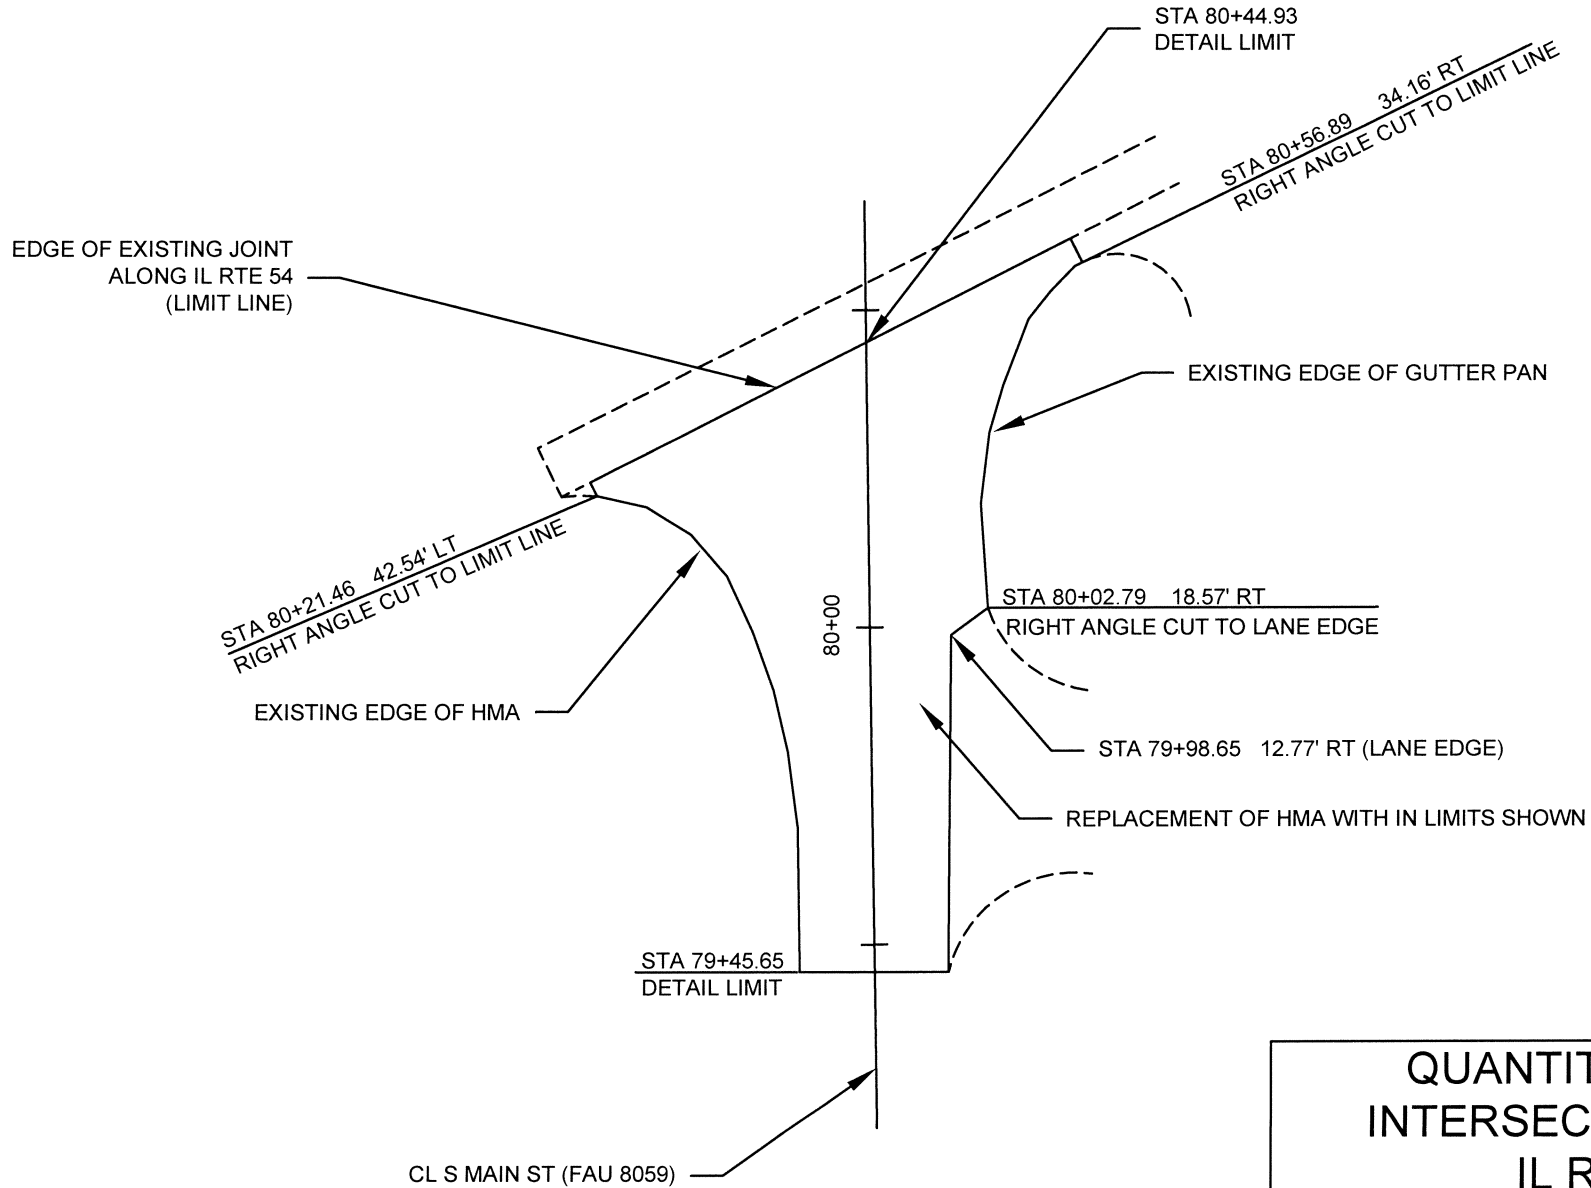 STA 80+44.93
DETAIL LIMIT
STA 80+56.89 34.16' RT
RIGHT ANGLE CUT TO LIMIT LINE
EDGE OF EXISTING JOINT
ALONG IL RTE 54
(LIMIT LINE)
EXISTING EDGE OF GUTTER PAN
STA 80+21.46 42.54' LT
RIGHT ANGLE CUT TO LIMIT LINE
80+00
STA 80+02.79 18.57' RT
RIGHT ANGLE CUT TO LANE EDGE
EXISTING EDGE OF HMA
STA 79+98.65 12.77' RT (LANE EDGE)
REPLACEMENT OF HMA WITH IN LIMITS SHOWN
STA 79+45.65
DETAIL LIMIT
CL S MAIN ST (FAU 8059)
QUANTIT
INTERSEC
IL R